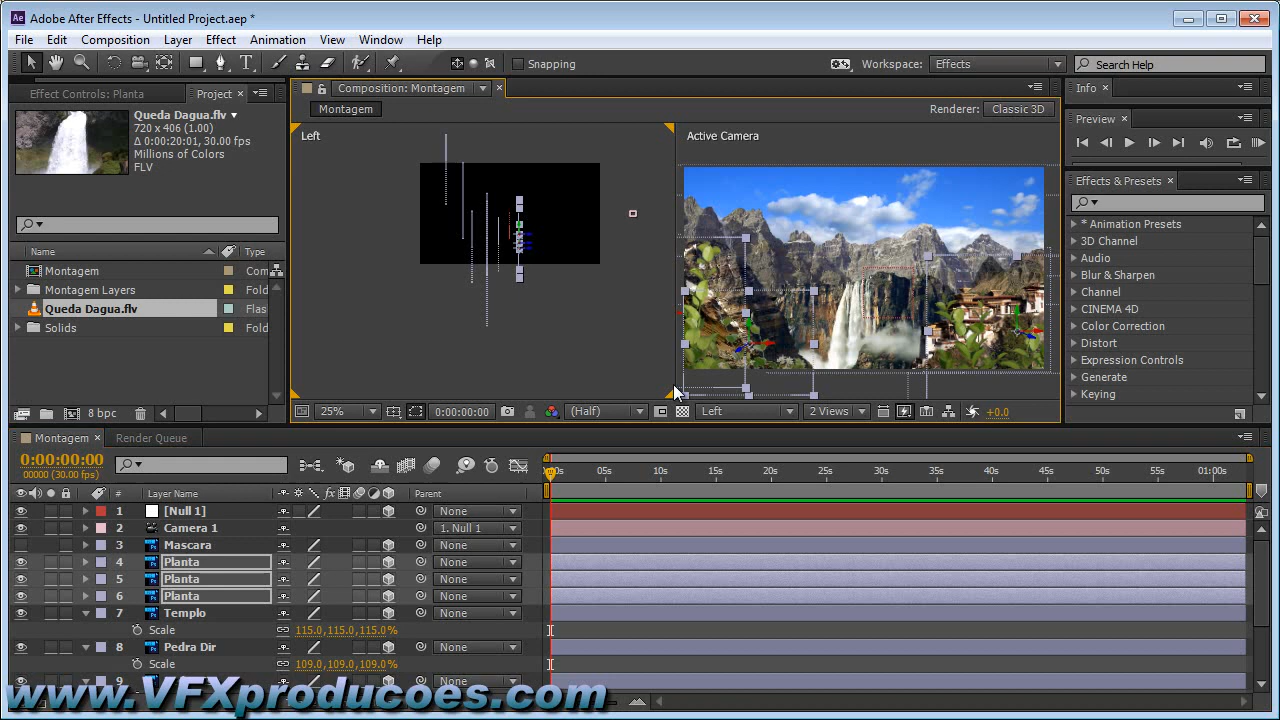 Adobe After Effects - Untitled Project.aep *
File Edit Composition Layer Effect Animation View Window Help
Snapping
Workspace: Effects
Search Help
Effect Controls: Planta
Project
Queda Dagua.flv
720 x 406 (1.00)
Δ 0:00:20:01, 30.00 fps
Millions of Colors
FLV
Name Type
Montagem Com
Montagem Layers Fold
Queda Dagua.flv Flas
Solids Fold
8 bpc
Composition: Montagem
Montagem
Renderer: Classic 3D
Left
Active Camera
25%
0:00:00:00
(Half)
Left
2 Views
+0.0
Info
Preview
Effects & Presets
* Animation Presets
3D Channel
Audio
Blur & Sharpen
Channel
CINEMA 4D
Color Correction
Distort
Expression Controls
Generate
Keying
Montagem
Render Queue
0:00:00:00
00000 (30.00 fps)
# Layer Name fx Parent
05s 10s 15s 20s 25s 30s 35s 40s 45s 50s 55s 01:00s
1 [Null 1] None
2 Camera 1 1. Null 1
3 Mascara None
4 Planta None
5 Planta None
6 Planta None
7 Templo None
Scale 115.0,115.0,115.0%
8 Pedra Dir None
Scale 109.0,109.0,109.0%
9
www.VFXproducoes.com